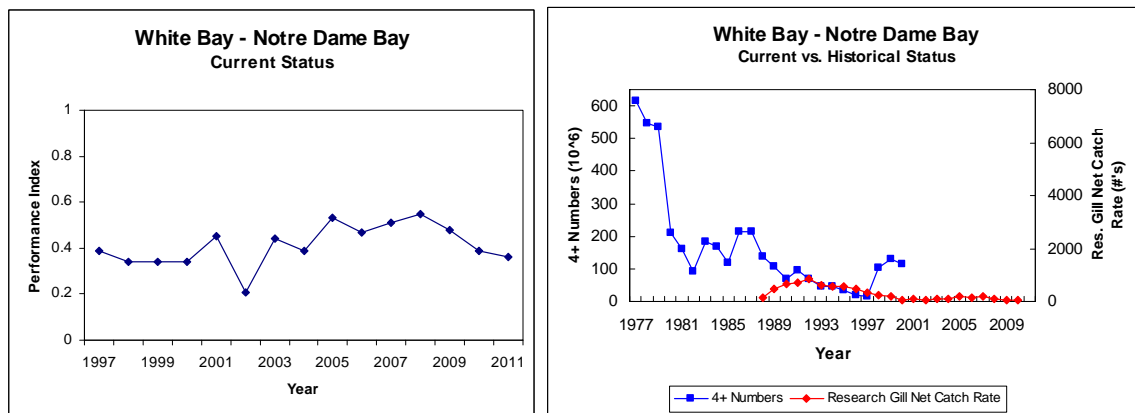 White Bay - Notre Dame Bay
Current Status
1
0.8
0.6
0.4
0.2
0
Performance Index
1997 1999 2001 2003 2005 2007 2009 2011
Year
White Bay - Notre Dame Bay
Current vs. Historical Status
600
500
400
300
200
100
0
4+ Numbers (10^6)
8000
6000
4000
2000
0
Res. Gill Net Catch
Rate (#'s)
1977 1981 1985 1989 1993 1997 2001 2005 2009
Year
4+ Numbers Research Gill Net Catch Rate